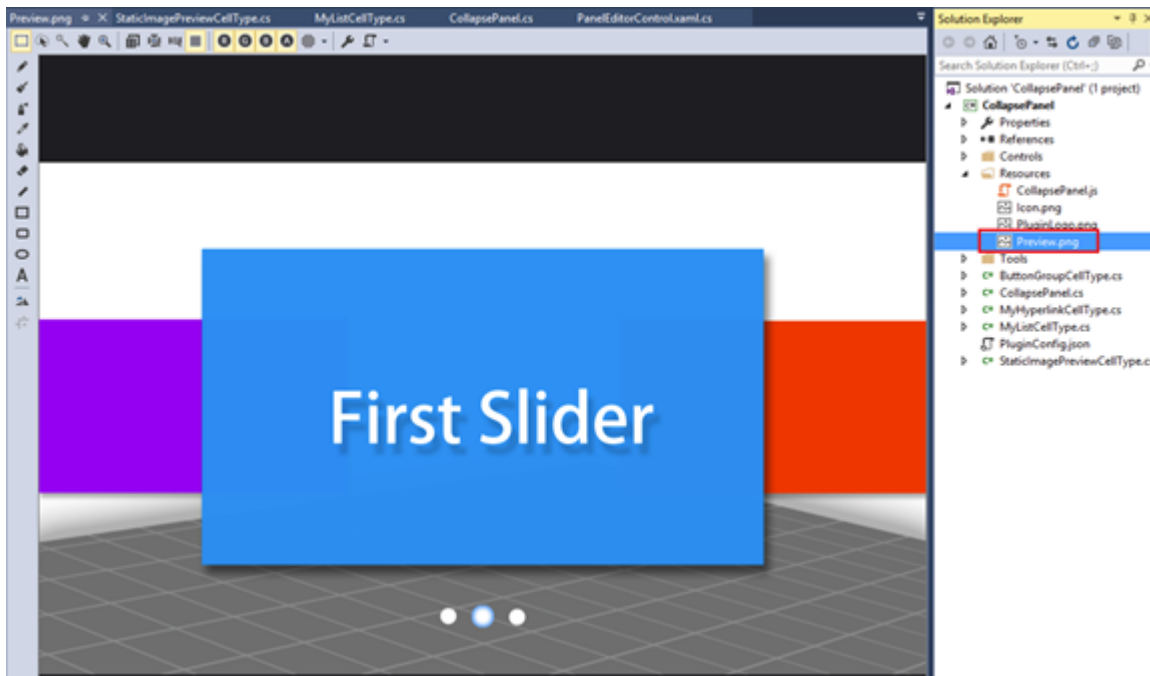 Preview.png
StaticImagePreviewCellType.cs
MyListCellType.cs
CollapsePanel.cs
PanelEditorControl.xaml.cs
First Slider
Solution Explorer
Search Solution Explorer (Ctrl+;)
Solution 'CollapsePanel' (1 project)
CollapsePanel
Properties
References
Controls
Resources
CollapsePanel.js
Icon.png
PluginLogo.png
Preview.png
Tools
ButtonGroupCellType.cs
CollapsePanel.cs
MyHyperlinkCellType.cs
MyListCellType.cs
PluginConfig.json
StaticImagePreviewCellType.c